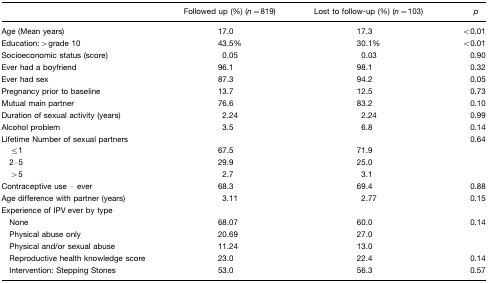 Followed up (%) (n=819) Lost to follow-up (%) (n=103) p
Age (Mean years) 17.0 17.3 <0.01
Education: >grade 10 43.5% 30.1% <0.01
Socioeconomic status (score) 0.05 0.03 0.90
Ever had a boyfriend 96.1 98.1 0.32
Ever had sex 87.3 94.2 0.05
Pregnancy prior to baseline 13.7 12.5 0.73
Mutual main partner 76.6 83.2 0.10
Duration of sexual activity (years) 2.24 2.24 0.99
Alcohol problem 3.5 6.8 0.14
Lifetime Number of sexual partners 0.64
≤1 67.5 71.9
2–5 29.9 25.0
>5 2.7 3.1
Contraceptive use – ever 68.3 69.4 0.88
Age difference with partner (years) 3.11 2.77 0.15
Experience of IPV ever by type
None 68.07 60.0 0.14
Physical abuse only 20.69 27.0
Physical and/or sexual abuse 11.24 13.0
Reproductive health knowledge score 23.0 22.4 0.14
Intervention: Stepping Stones 53.0 56.3 0.57